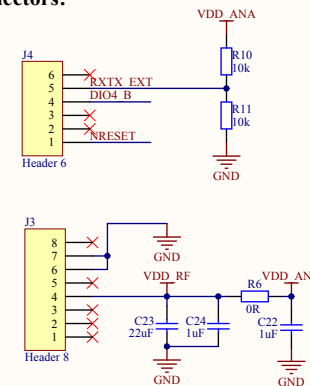 VDD_ANA
J4
R10
10k
6
5
RXTX_EXT
4
DIO4_B
3
R11
10k
2
1
NRESET
Header 6
GND
J3
8
7
6
GND
5
VDD_RF
R6
VDD_AN
4
0R
3
C23
22uF
C24
1uF
C22
1uF
2
1
Header 8
GND
GND